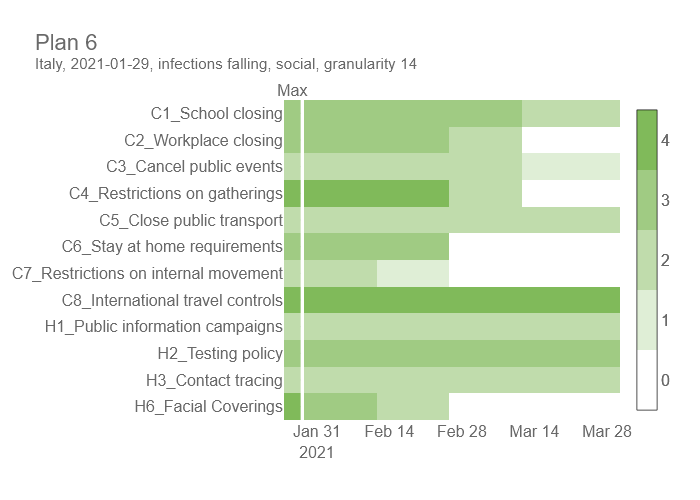 Plan 6
Italy, 2021-01-29, infections falling, social, granularity 14
Max
C1_School closing
C2_Workplace closing
C3_Cancel public events
C4_Restrictions on gatherings
C5_Close public transport
C6_Stay at home requirements
C7_Restrictions on internal movement
C8_International travel controls
H1_Public information campaigns
H2_Testing policy
H3_Contact tracing
H6_Facial Coverings
Jan 31 Feb 14 Feb 28 Mar 14 Mar 28
2021
4
3
2
1
0